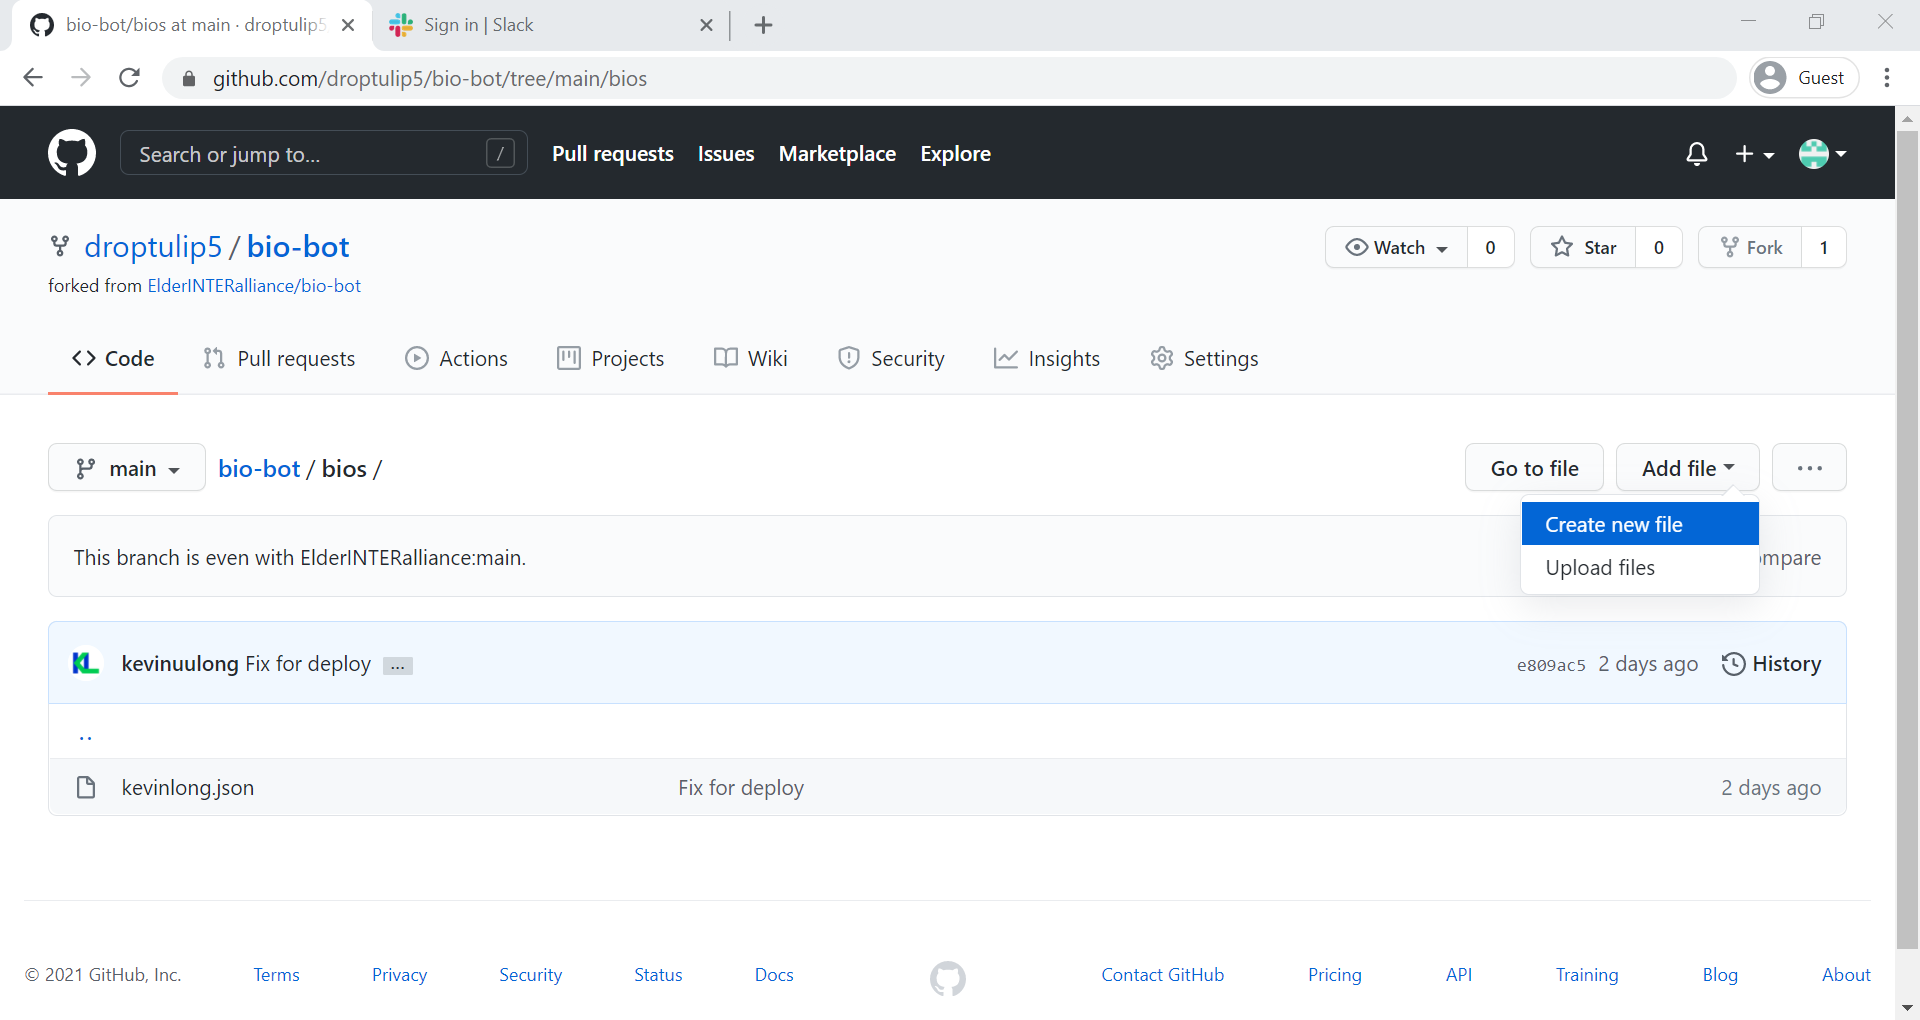 bio-bot/bios at main · droptulip5
Sign in | Slack
github.com/droptulip5/bio-bot/tree/main/bios
Guest
Search or jump to...
/
Pull requests
Issues
Marketplace
Explore
droptulip5 / bio-bot
forked from ElderINTERalliance/bio-bot
Watch
0
Star
0
Fork
1
Code
Pull requests
Actions
Projects
Wiki
Security
Insights
Settings
main
bio-bot / bios /
Go to file
Add file
...
Create new file
Upload files
This branch is even with ElderINTERalliance:main.
ompare
KL
kevinuulong Fix for deploy ...
e809ac5 2 days ago
History
..
kevinlong.json
Fix for deploy
2 days ago
© 2021 GitHub, Inc.
Terms
Privacy
Security
Status
Docs
Contact GitHub
Pricing
API
Training
Blog
About